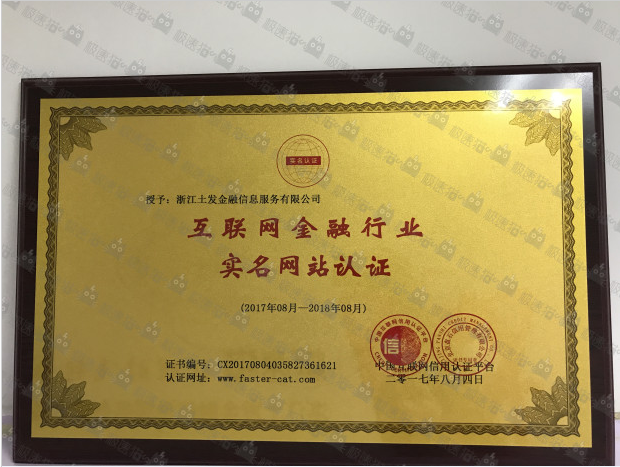 实名认证
授予：浙江土发金融信息服务有限公司
互联网金融行业
实名网站认证
(2017年08月—2018年08月)
证书编号：CX20170804035827361621
认证网址：www.faster-cat.com
中国互联网信用认证平台
二零一七年八月四日